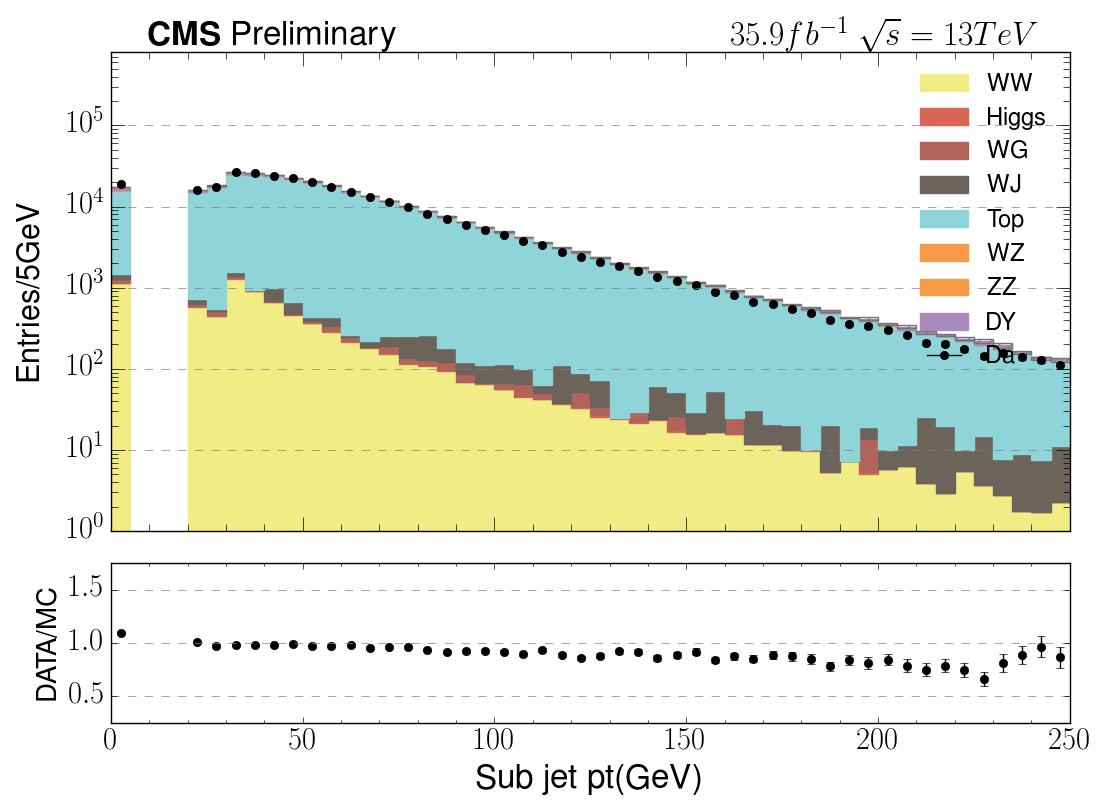 CMS Preliminary 35.9fb⁻¹ √s = 13TeV
Entries/5GeV
10⁵
10⁴
10³
10²
10¹
10⁰
WW
Higgs
WG
WJ
Top
WZ
ZZ
DY
Da
DATA/MC
1.5
1.0
0.5
0 50 100 150 200 250
Sub jet pt(GeV)